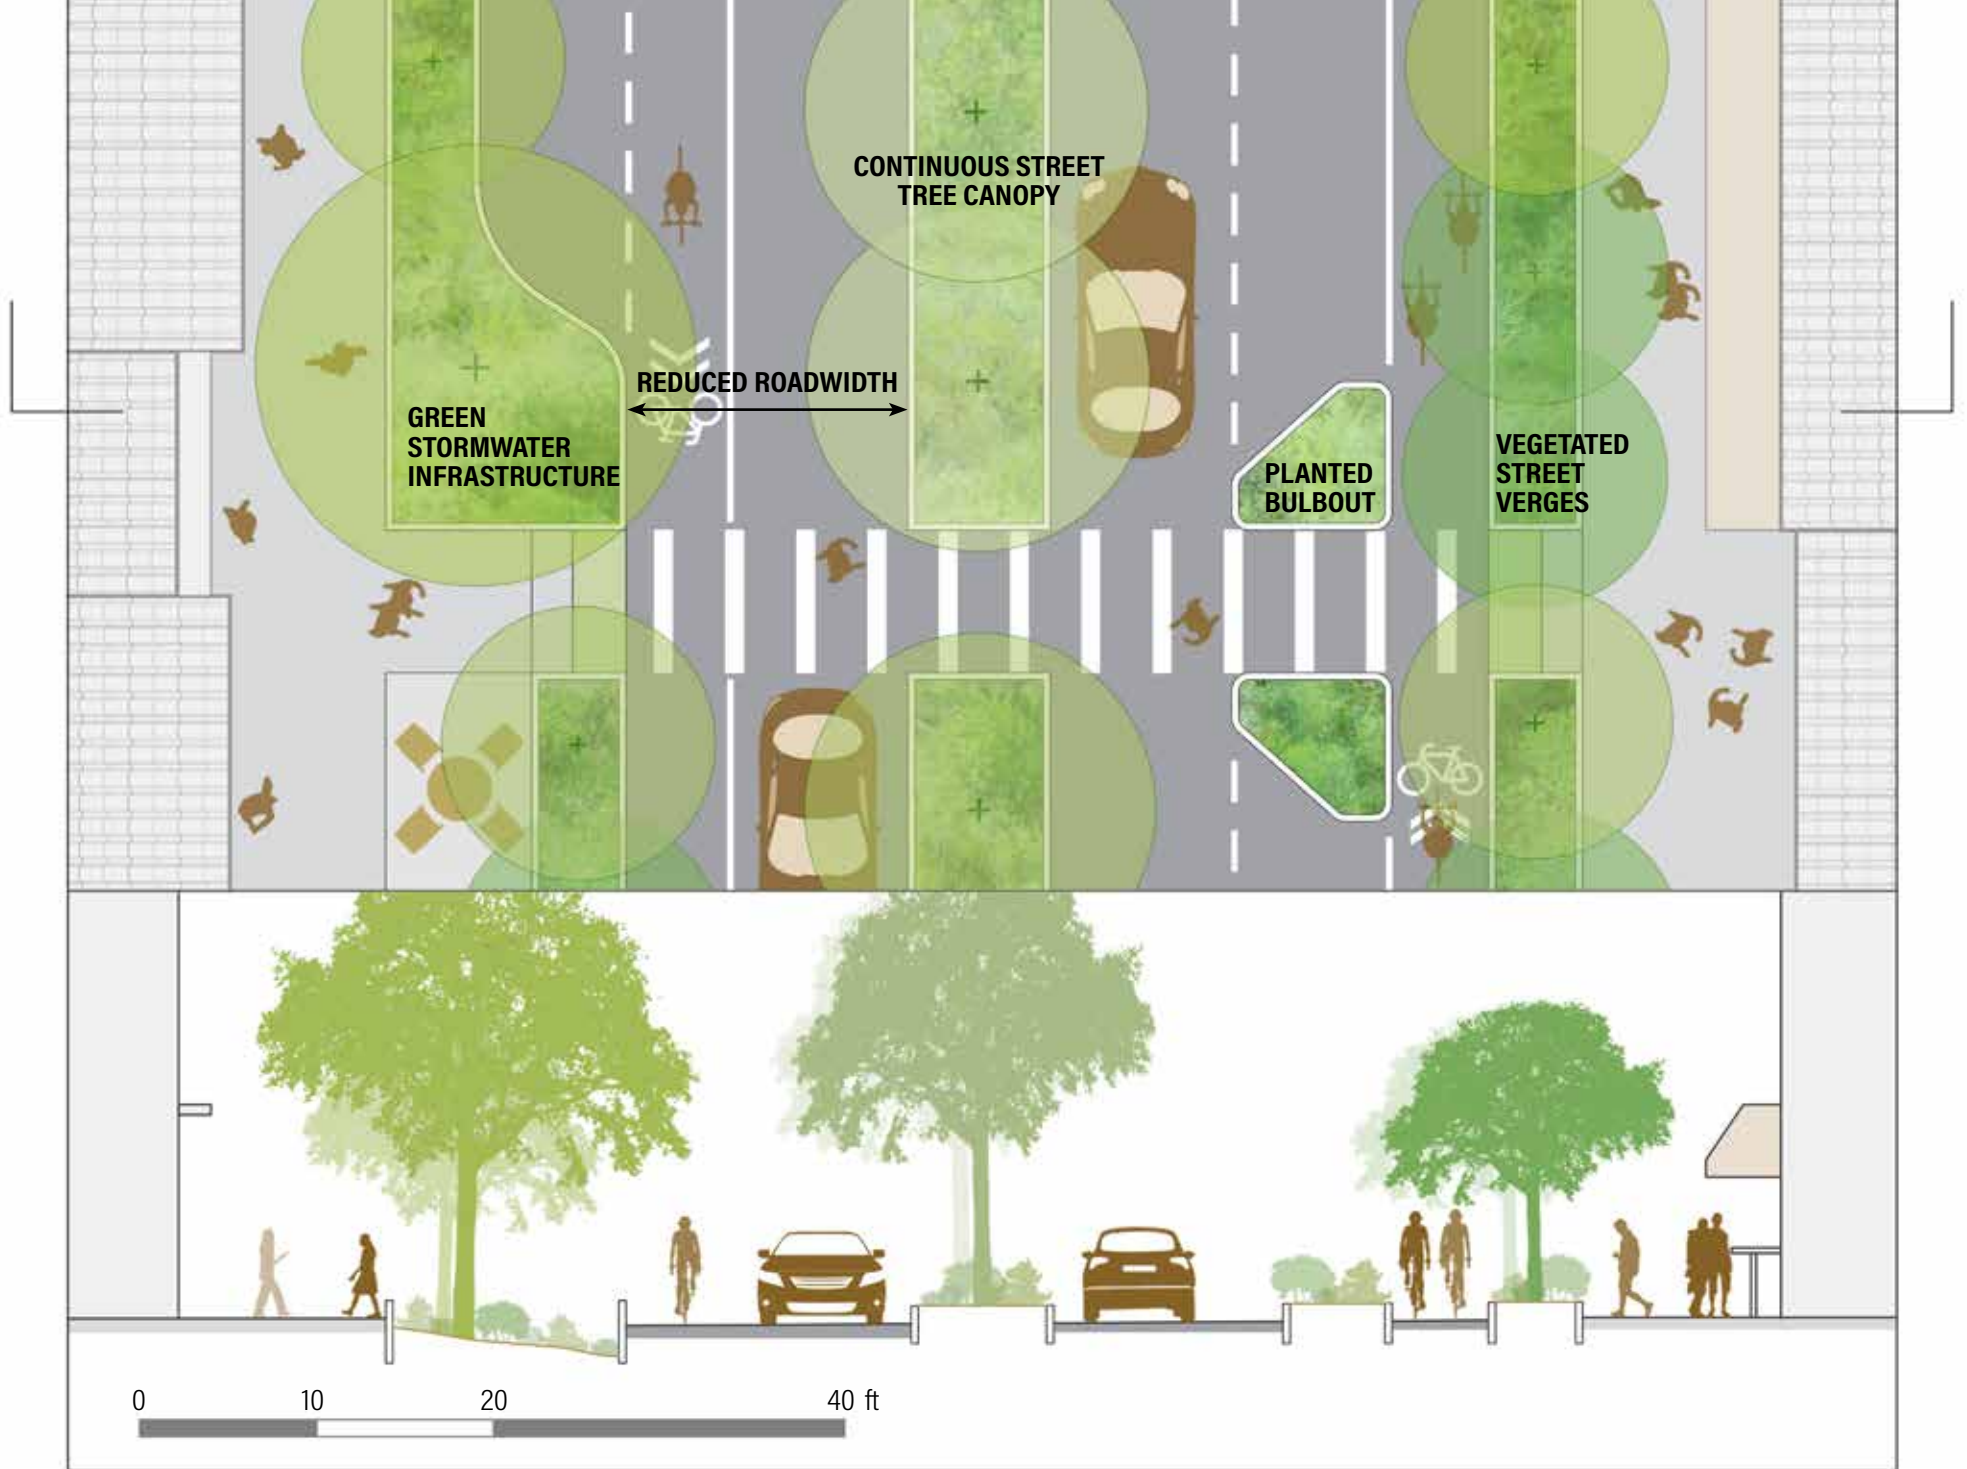 CONTINUOUS STREET
TREE CANOPY
REDUCED ROADWIDTH
GREEN
STORMWATER
INFRASTRUCTURE
PLANTED
BULBOUT
VEGETATED
STREET
VERGES
0 10 20 40 ft